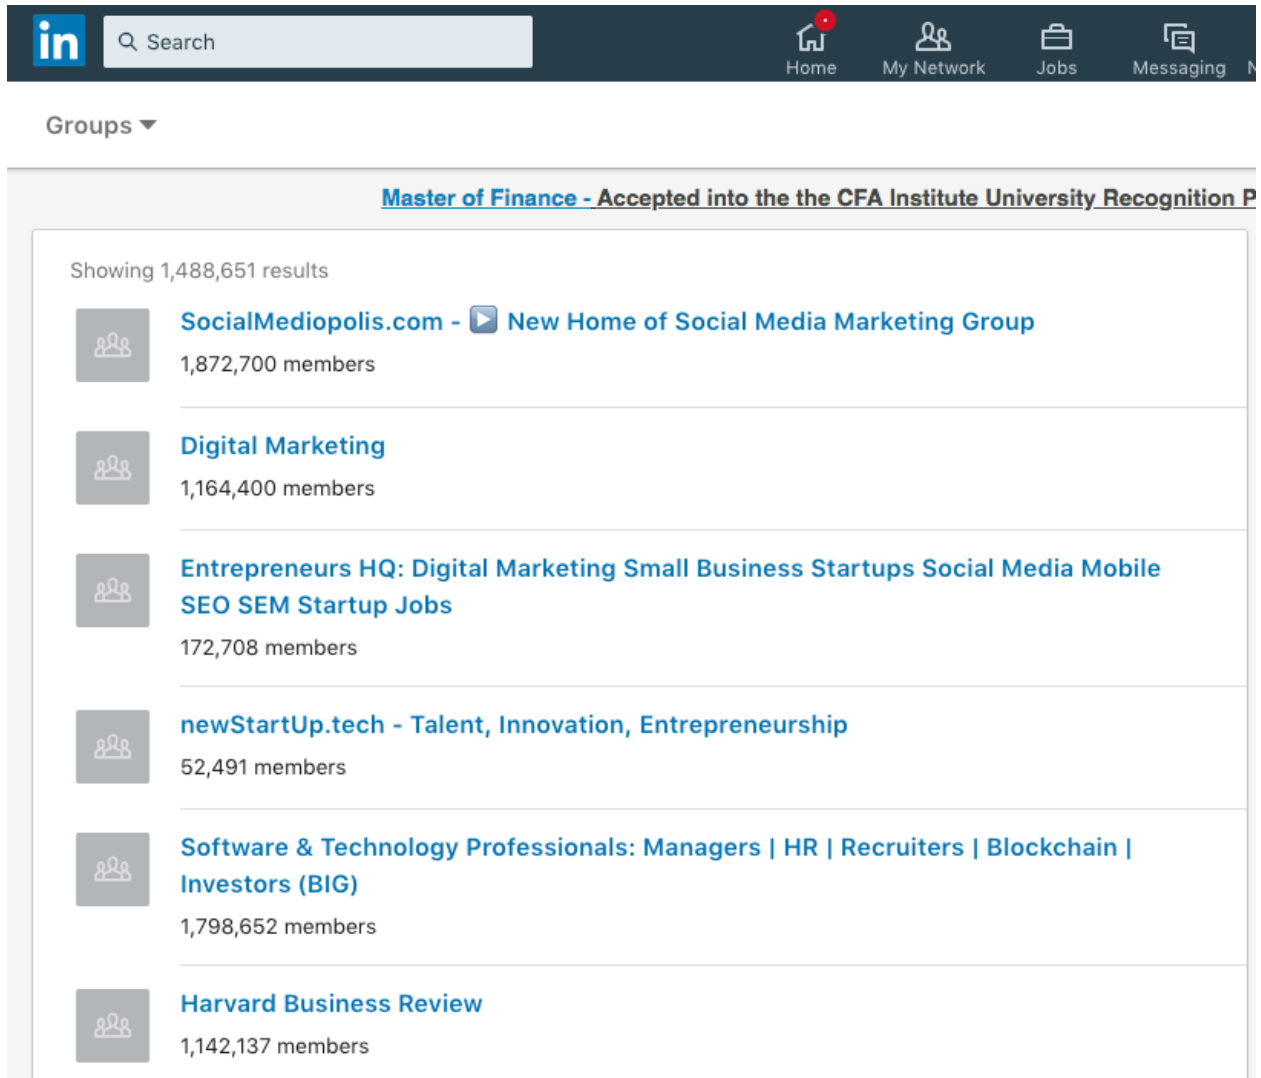 in
Search
Home
My Network
Jobs
Messaging
Groups
Master of Finance - Accepted into the the CFA Institute University Recognition P
Showing 1,488,651 results
SocialMediopolis.com - ▶️ New Home of Social Media Marketing Group
1,872,700 members
Digital Marketing
1,164,400 members
Entrepreneurs HQ: Digital Marketing Small Business Startups Social Media Mobile
SEO SEM Startup Jobs
172,708 members
newStartUp.tech - Talent, Innovation, Entrepreneurship
52,491 members
Software & Technology Professionals: Managers | HR | Recruiters | Blockchain |
Investors (BIG)
1,798,652 members
Harvard Business Review
1,142,137 members